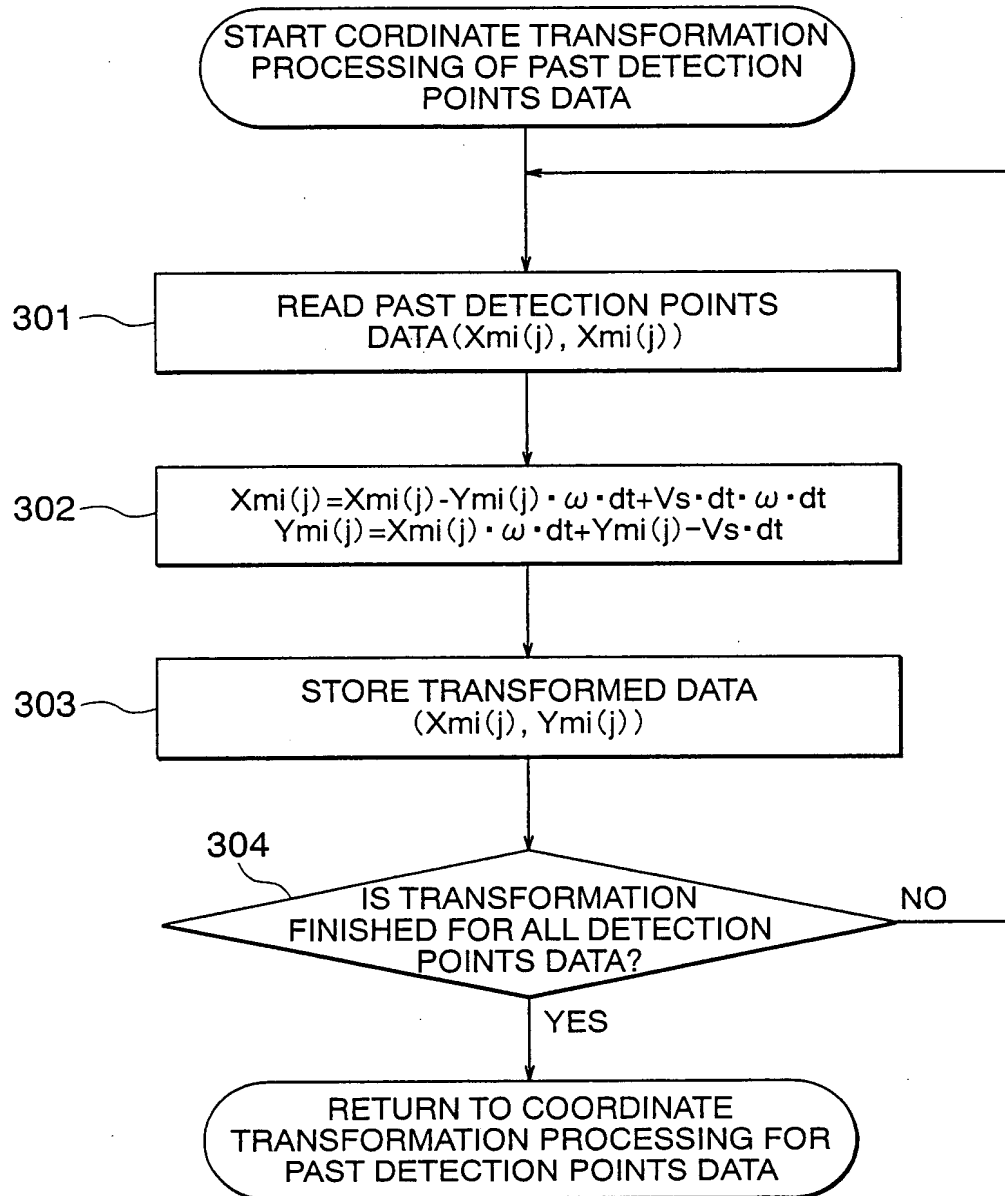 START CORDINATE TRANSFORMATION
PROCESSING OF PAST DETECTION
POINTS DATA
301
READ PAST DETECTION POINTS
DATA(Xmi(j), Xmi(j))
302
Xmi(j)=Xmi(j)-Ymi(j)・ω・dt+Vs・dt・ω・dt
Ymi(j)=Xmi(j)・ω・dt+Ymi(j)-Vs・dt
303
STORE TRANSFORMED DATA
(Xmi(j), Ymi(j))
304
IS TRANSFORMATION
FINISHED FOR ALL DETECTION
POINTS DATA?
NO
YES
RETURN TO COORDINATE
TRANSFORMATION PROCESSING FOR
PAST DETECTION POINTS DATA